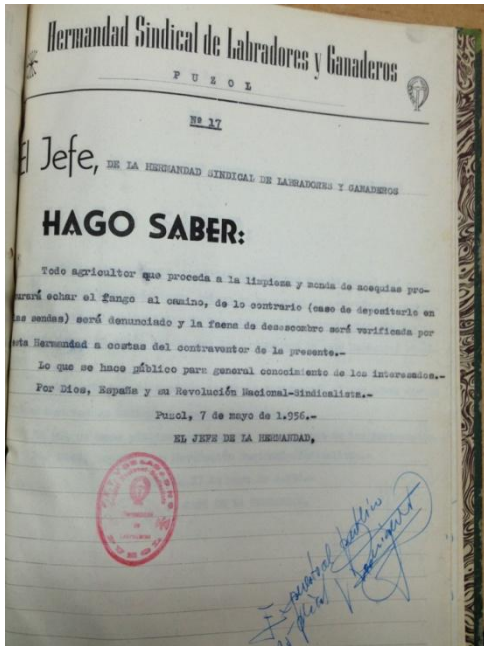 Hermandad Sindical de Labradores y Ganaderos
PUZOL
Nº 17
El Jefe, DE LA HERMANDAD SINDICAL DE LABRADORES Y GANADEROS
HAGO SABER:
Todo agricultor que proceda a la limpieza y monda de acequias pro-
urará echar el fango al camino, de lo contrario (caso de depositarlo en
las sendas) será denunciado y la faena de desescombro será verificada por
esta Hermandad a costas del contraventor de la presente.-
Lo que se hace público para general conocimiento de los interesados.-
Por Dios, España y su Revolución Nacional-Sindicalista.-
Puzol, 7 de mayo de 1.956.-
EL JEFE DE LA HERMANDAD,
Expuesto al público